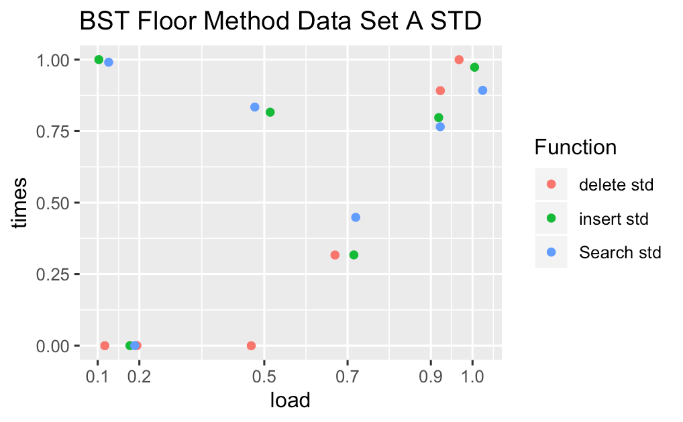 BST Floor Method Data Set A STD
1.00
0.75
0.50
0.25
0.00
times
0.1 0.2 0.5 0.7 0.9 1.0
load
Function
delete std
insert std
Search std